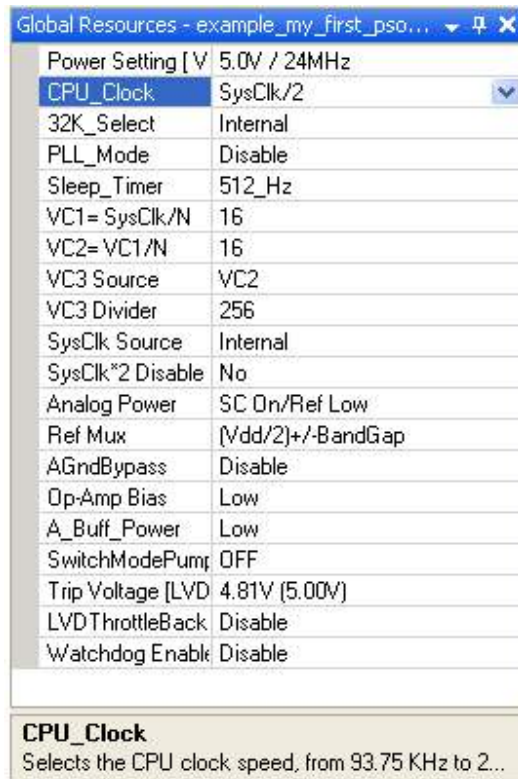 Global Resources - example_my_first_pso...
Power Setting [ V 5.0V / 24MHz
CPU_Clock SysClk/2
32K_Select Internal
PLL_Mode Disable
Sleep_Timer 512_Hz
VC1= SysClk/N 16
VC2= VC1/N 16
VC3 Source VC2
VC3 Divider 256
SysClk Source Internal
SysClk*2 Disable No
Analog Power SC On/Ref Low
Ref Mux (Vdd/2)+/-BandGap
AGndBypass Disable
Op-Amp Bias Low
A_Buff_Power Low
SwitchModePump OFF
Trip Voltage [LVD 4.81V (5.00V)
LVDThrottleBack Disable
Watchdog Enable Disable
CPU_Clock
Selects the CPU clock speed, from 93.75 KHz to 2...